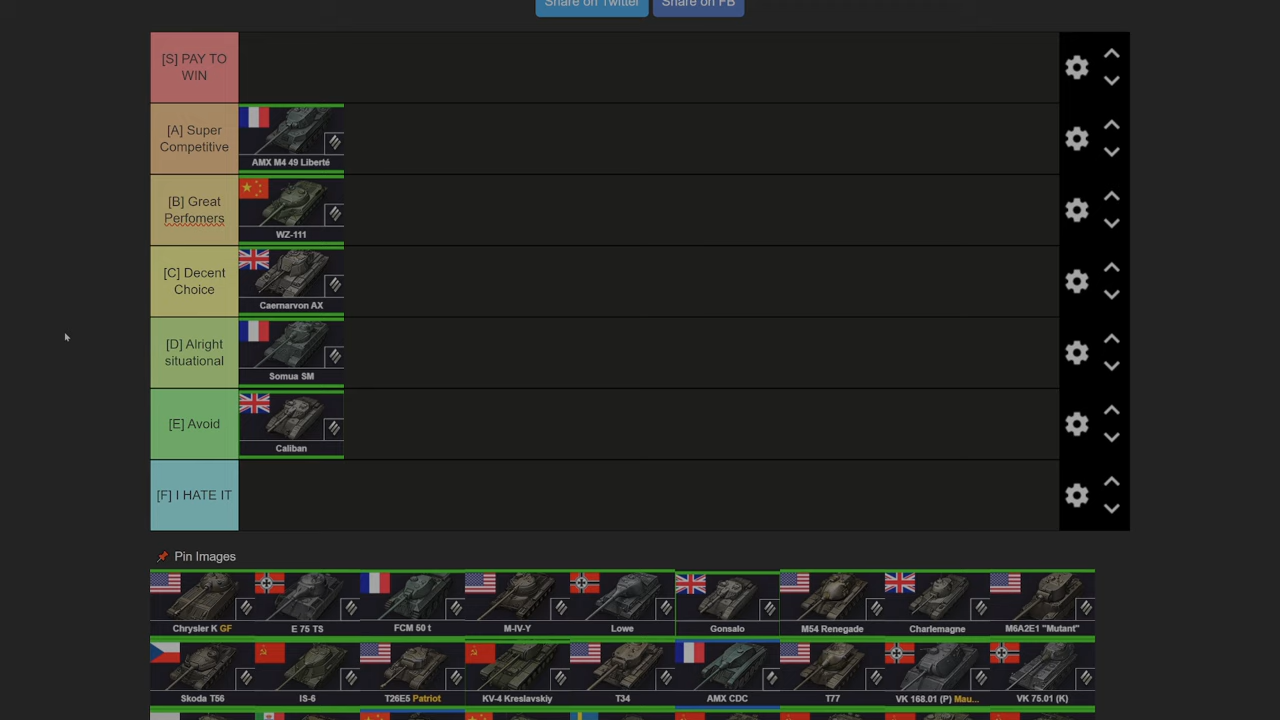 Share on Twitter
Share on FB
[S] PAY TO
WIN
[A] Super
Competitive
AMX M4 49 Liberté
[B] Great
Perfomers
WZ-111
[C] Decent
Choice
Caernarvon AX
[D] Alright
situational
Somua SM
[E] Avoid
Caliban
[F] I HATE IT
Pin Images
Chrysler K GF
E 75 TS
FCM 50 t
M-IV-Y
Lowe
Gonsalo
M54 Renegade
Charlemagne
M6A2E1 "Mutant"
Skoda T56
IS-6
T26E5 Patriot
KV-4 Kreslavskiy
T34
AMX CDC
T77
VK 168.01 (P) Mau...
VK 75.01 (K)